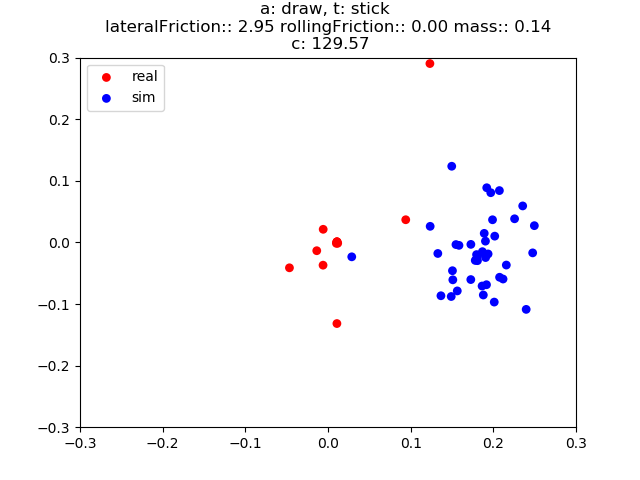 a: draw, t: stick
lateralFriction:: 2.95 rollingFriction:: 0.00 mass:: 0.14
c: 129.57
real
sim
0.3
0.2
0.1
0.0
−0.1
−0.2
−0.3
−0.3
−0.2
−0.1
0.0
0.1
0.2
0.3